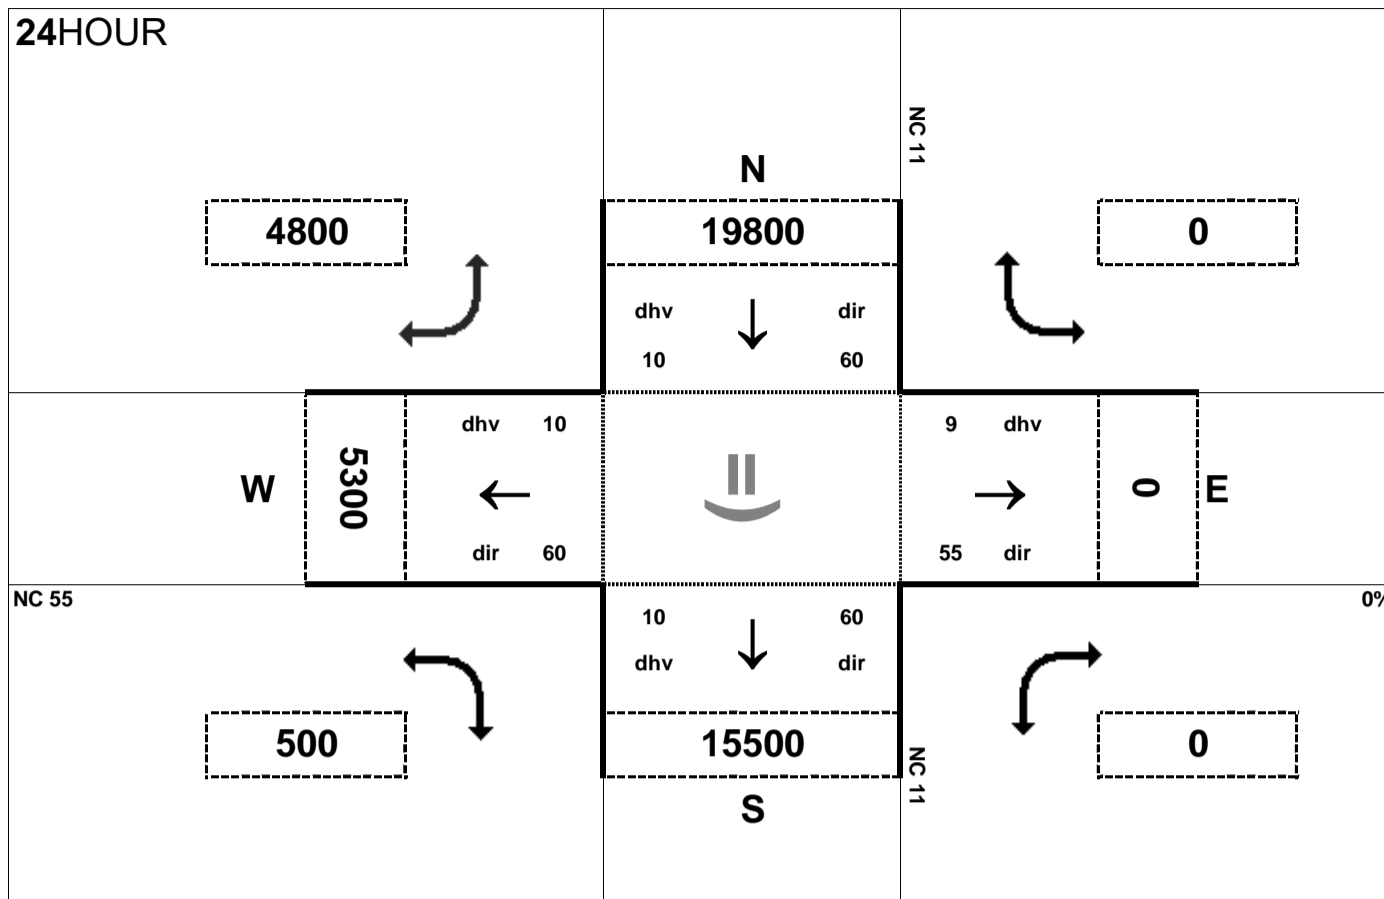 24HOUR
NC 11
N
4800
19800
0
dhv dir
10 60
dhv 10
9 dhv
W
5300
0
E
dir 60
55 dir
NC 55
0%
10 60
dhv dir
500
15500
0
NC 11
S